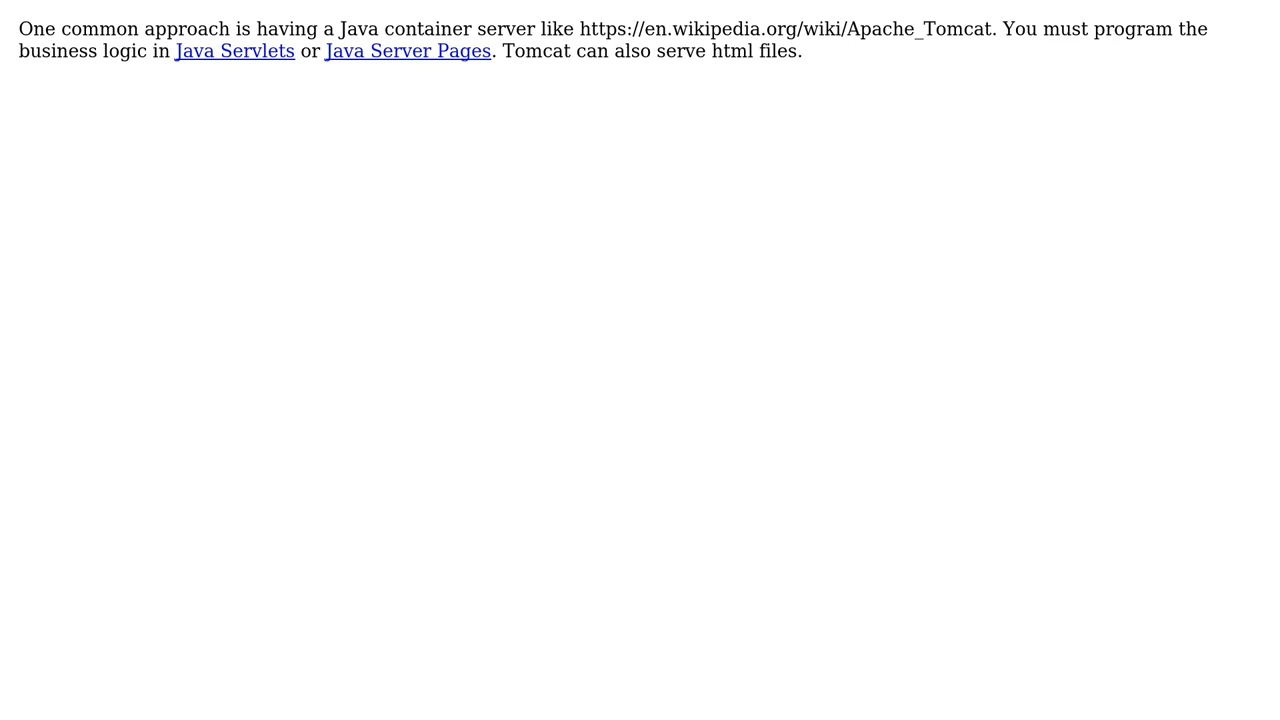 One common approach is having a Java container server like https://en.wikipedia.org/wiki/Apache_Tomcat. You must program the
business logic in Java Servlets or Java Server Pages. Tomcat can also serve html files.